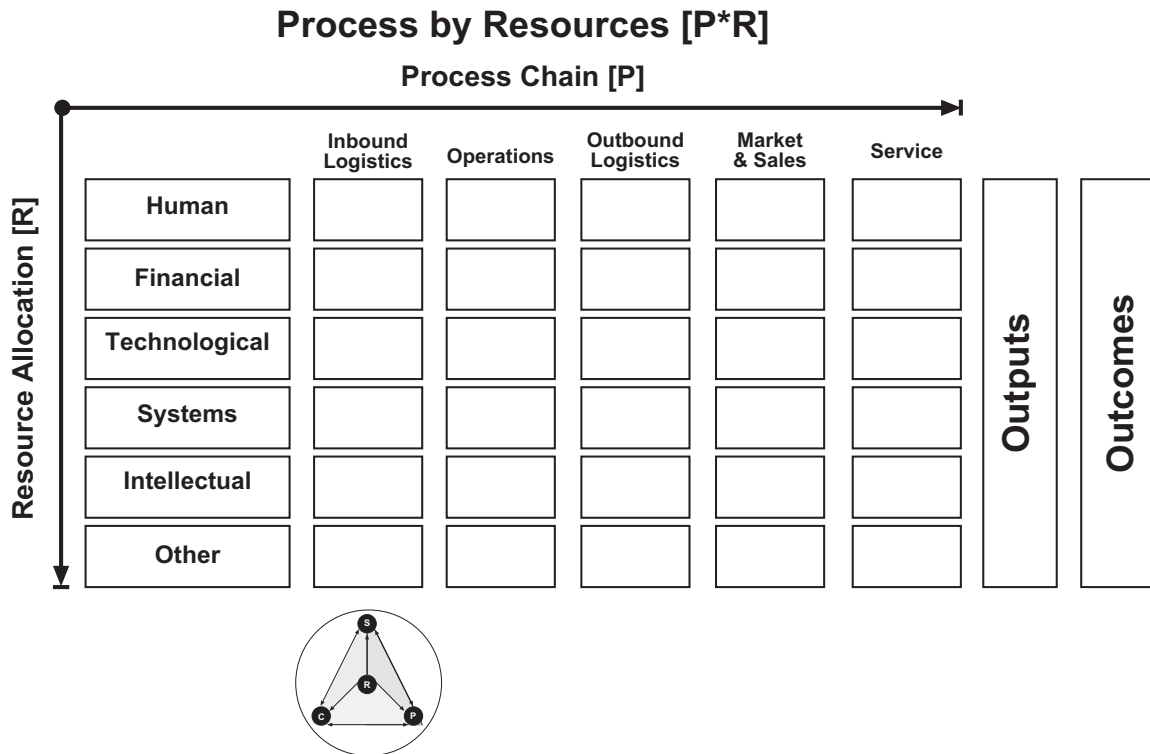 Process by Resources [P*R]
Process Chain [P]
Inbound
Logistics
Operations
Outbound
Logistics
Market
& Sales
Service
Resource Allocation [R]
Human
Financial
Technological
Systems
Intellectual
Other
Outputs
Outcomes
S
R
C
P